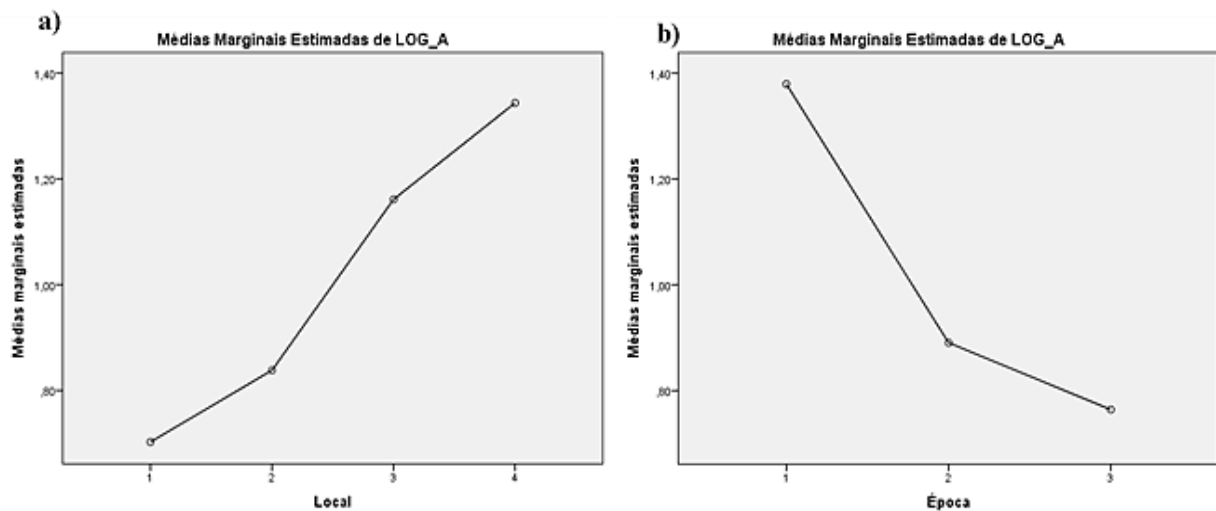 a)
Médias Marginais Estimadas de LOG_A
Médias marginais estimadas
1,40
1,20
1,00
,80
1 2 3 4
Local
b)
Médias Marginais Estimadas de LOG_A
Médias marginais estimadas
1,40
1,20
1,00
,80
1 2 3
Época